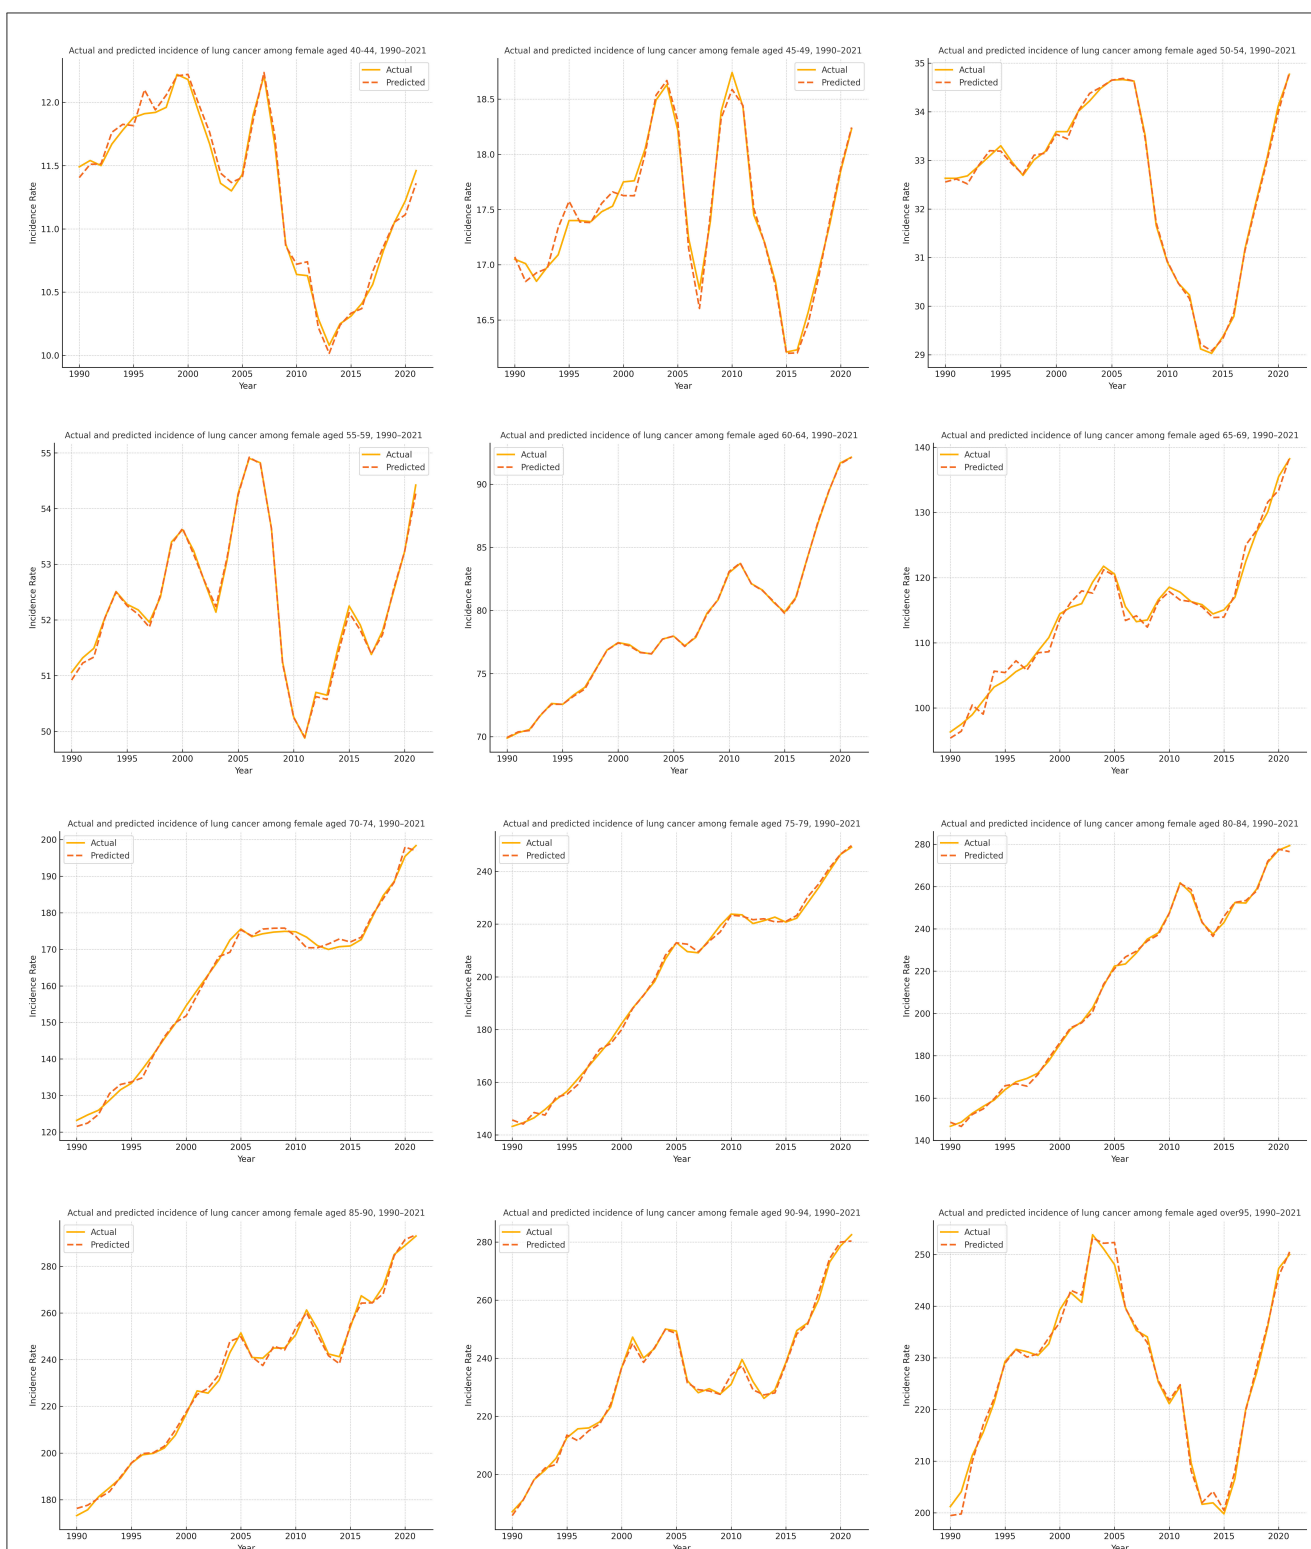 Actual and predicted incidence of lung cancer among female aged 40-44, 1990–2021
Actual
Predicted
Incidence Rate
12.0
11.5
11.0
10.5
10.0
1990 1995 2000 2005 2010 2015 2020
Year
Actual and predicted incidence of lung cancer among female aged 45-49, 1990–2021
Actual
Predicted
Incidence Rate
18.5
18.0
17.5
17.0
16.5
1990 1995 2000 2005 2010 2015 2020
Year
Actual and predicted incidence of lung cancer among female aged 50-54, 1990–2021
Actual
Predicted
Incidence Rate
35
34
33
32
31
30
29
1990 1995 2000 2005 2010 2015 2020
Year
Actual and predicted incidence of lung cancer among female aged 55-59, 1990–2021
Actual
Predicted
Incidence Rate
55
54
53
52
51
50
1990 1995 2000 2005 2010 2015 2020
Year
Actual and predicted incidence of lung cancer among female aged 60-64, 1990–2021
Actual
Predicted
Incidence Rate
90
85
80
75
70
1990 1995 2000 2005 2010 2015 2020
Year
Actual and predicted incidence of lung cancer among female aged 65-69, 1990–2021
Actual
Predicted
Incidence Rate
140
130
120
110
100
1990 1995 2000 2005 2010 2015 2020
Year
Actual and predicted incidence of lung cancer among female aged 70-74, 1990–2021
Actual
Predicted
Incidence Rate
200
190
180
170
160
150
140
130
120
1990 1995 2000 2005 2010 2015 2020
Year
Actual and predicted incidence of lung cancer among female aged 75-79, 1990–2021
Actual
Predicted
Incidence Rate
240
220
200
180
160
140
1990 1995 2000 2005 2010 2015 2020
Year
Actual and predicted incidence of lung cancer among female aged 80-84, 1990–2021
Actual
Predicted
Incidence Rate
280
260
240
220
200
180
160
140
1990 1995 2000 2005 2010 2015 2020
Year
Actual and predicted incidence of lung cancer among female aged 85-90, 1990–2021
Actual
Predicted
Incidence Rate
280
260
240
220
200
180
1990 1995 2000 2005 2010 2015 2020
Year
Actual and predicted incidence of lung cancer among female aged 90-94, 1990–2021
Actual
Predicted
Incidence Rate
280
260
240
220
200
1990 1995 2000 2005 2010 2015 2020
Year
Actual and predicted incidence of lung cancer among female aged over95, 1990–2021
Actual
Predicted
Incidence Rate
250
240
230
220
210
200
1990 1995 2000 2005 2010 2015 2020
Year